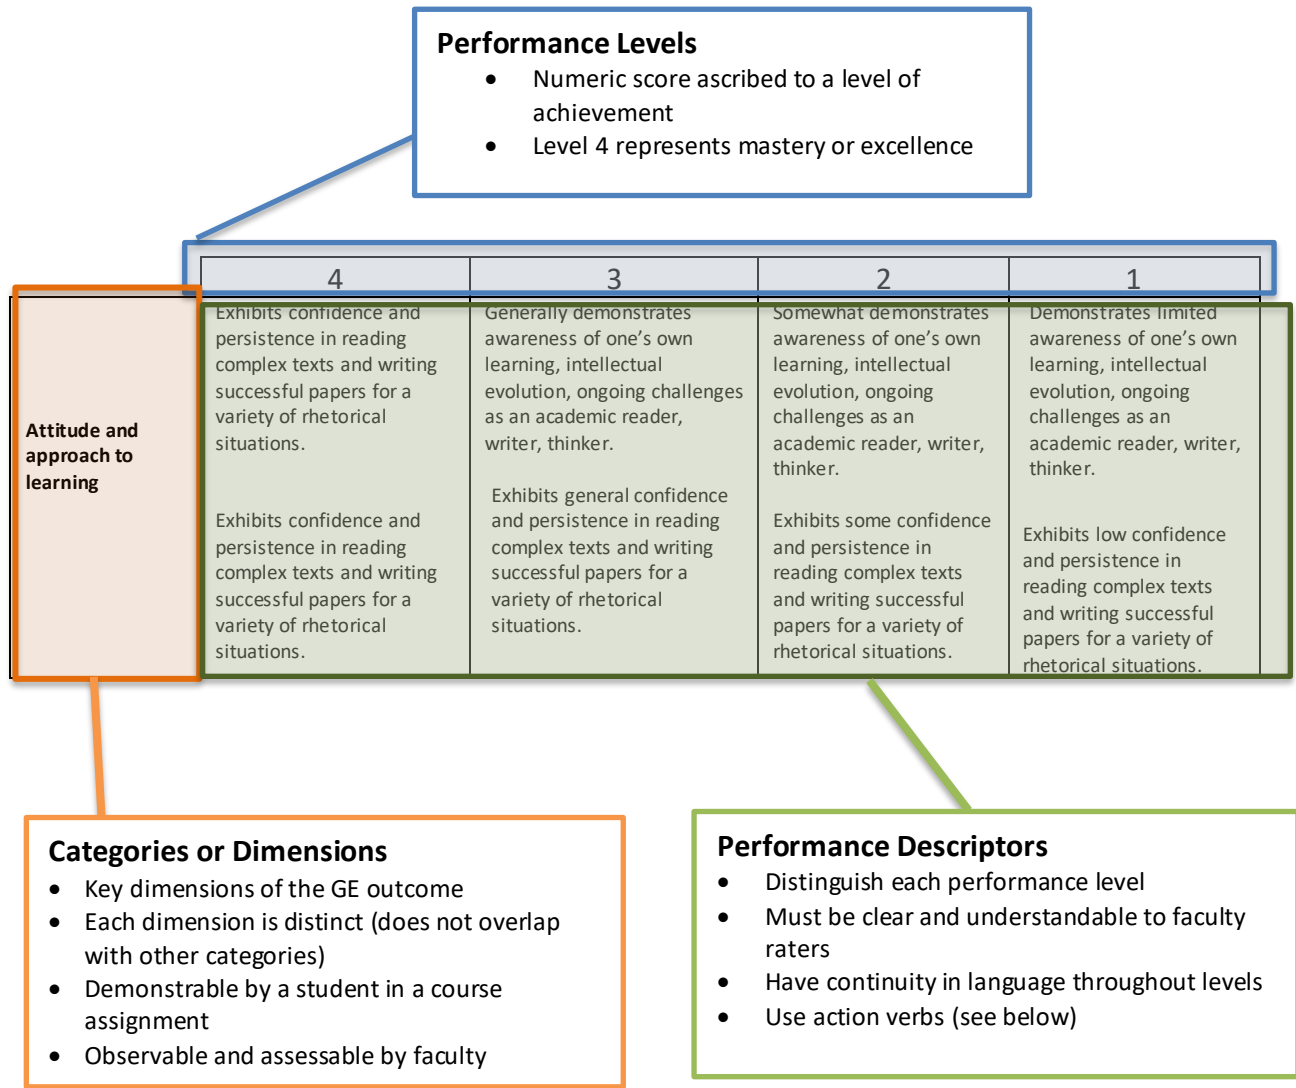 Performance Levels
• Numeric score ascribed to a level of
achievement
• Level 4 represents mastery or excellence
4 3 2 1
Attitude and
approach to
learning
Exhibits confidence and
persistence in reading
complex texts and writing
successful papers for a
variety of rhetorical
situations.
Exhibits confidence and
persistence in reading
complex texts and writing
successful papers for a
variety of rhetorical
situations.
Generally demonstrates
awareness of one’s own
learning, intellectual
evolution, ongoing challenges
as an academic reader,
writer, thinker.
Exhibits general confidence
and persistence in reading
complex texts and writing
successful papers for a
variety of rhetorical
situations.
Somewhat demonstrates
awareness of one’s own
learning, intellectual
evolution, ongoing
challenges as an
academic reader, writer,
thinker.
Exhibits some confidence
and persistence in
reading complex texts
and writing successful
papers for a variety of
rhetorical situations.
Demonstrates limited
awareness of one’s own
learning, intellectual
evolution, ongoing
challenges as an
academic reader, writer,
thinker.
Exhibits low confidence
and persistence in
reading complex texts
and writing successful
papers for a variety of
rhetorical situations.
Categories or Dimensions
• Key dimensions of the GE outcome
• Each dimension is distinct (does not overlap
with other categories)
• Demonstrable by a student in a course
assignment
• Observable and assessable by faculty
Performance Descriptors
• Distinguish each performance level
• Must be clear and understandable to faculty
raters
• Have continuity in language throughout levels
• Use action verbs (see below)